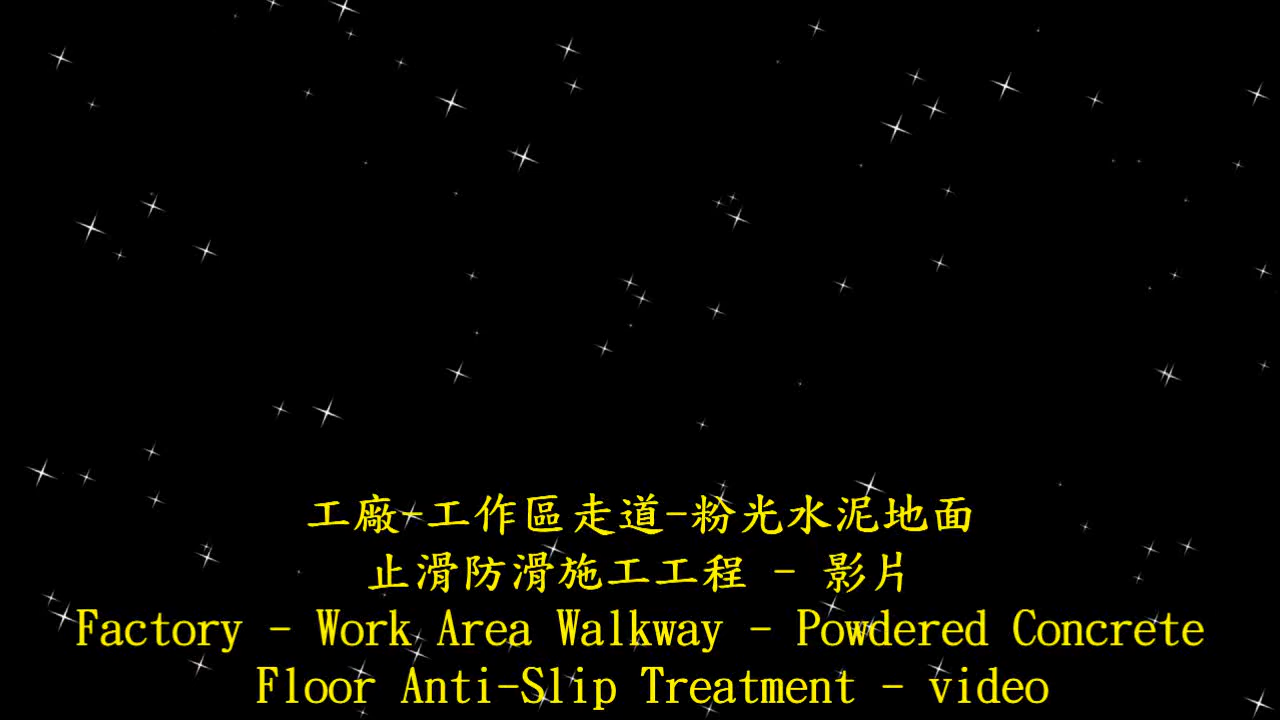 工廠-工作區走道-粉光水泥地面
止滑防滑施工工程 - 影片
Factory - Work Area Walkway - Powdered Concrete
Floor Anti-Slip Treatment - video